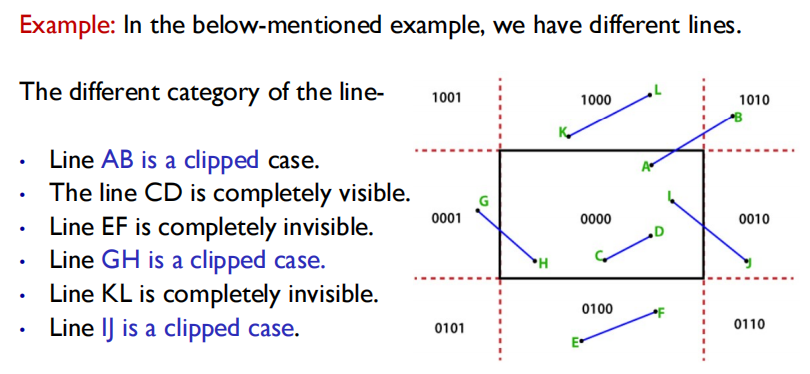 Example: In the below-mentioned example, we have different lines.
The different category of the line-
• Line AB is a clipped case.
• The line CD is completely visible.
• Line EF is completely invisible.
• Line GH is a clipped case.
• Line KL is completely invisible.
• Line IJ is a clipped case.
1001
1000
1010
L
K
B
A
G
I
0001
0000
0010
D
C
H
J
0100
F
E
0101
0110